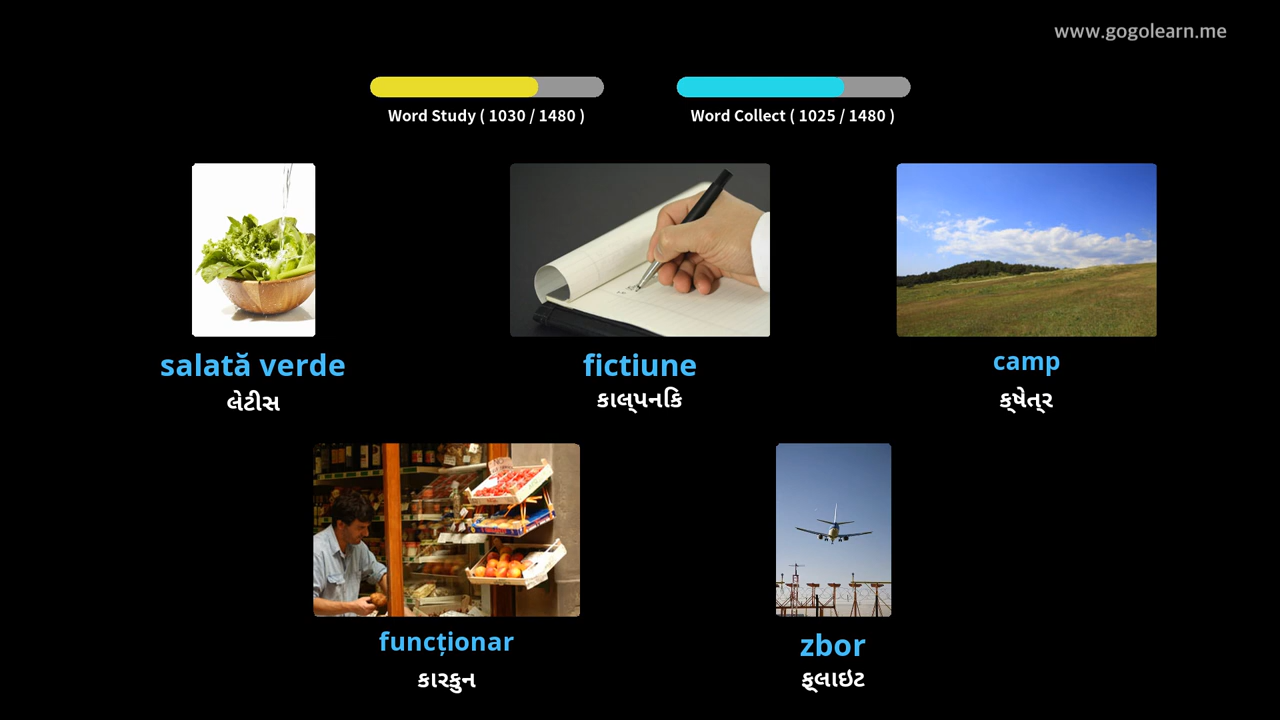 www.gogolearn.me
Word Study ( 1030 / 1480 )
Word Collect ( 1025 / 1480 )
salată verde
લેટીસ
fictiune
કાલ્પનકિ
camp
ક્ષેત્ર
funcționar
કારકુન
zbor
ફ્લાઇટ